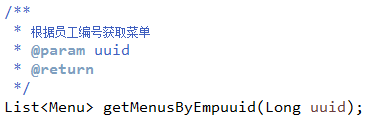 /**
 * 根据员工编号获取菜单
 * @param uuid
 * @return
 */
List<Menu> getMenusByEmpuuid(Long uuid);